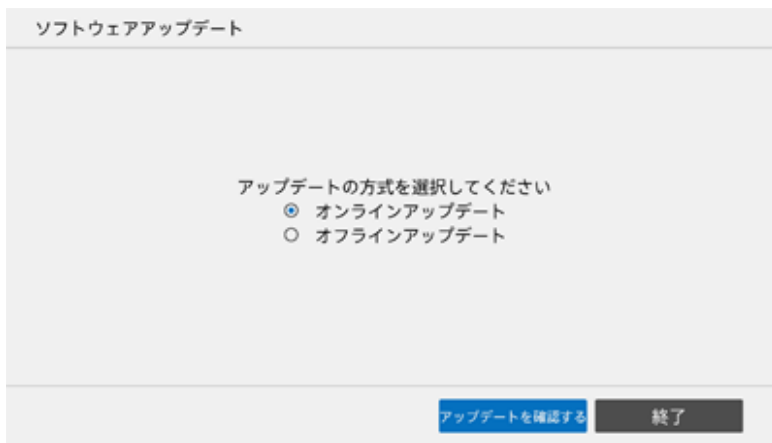 ソフトウェアアップデート
アップデートの方式を選択してください
オンラインアップデート
オフラインアップデート
アップデートを確認する
終了